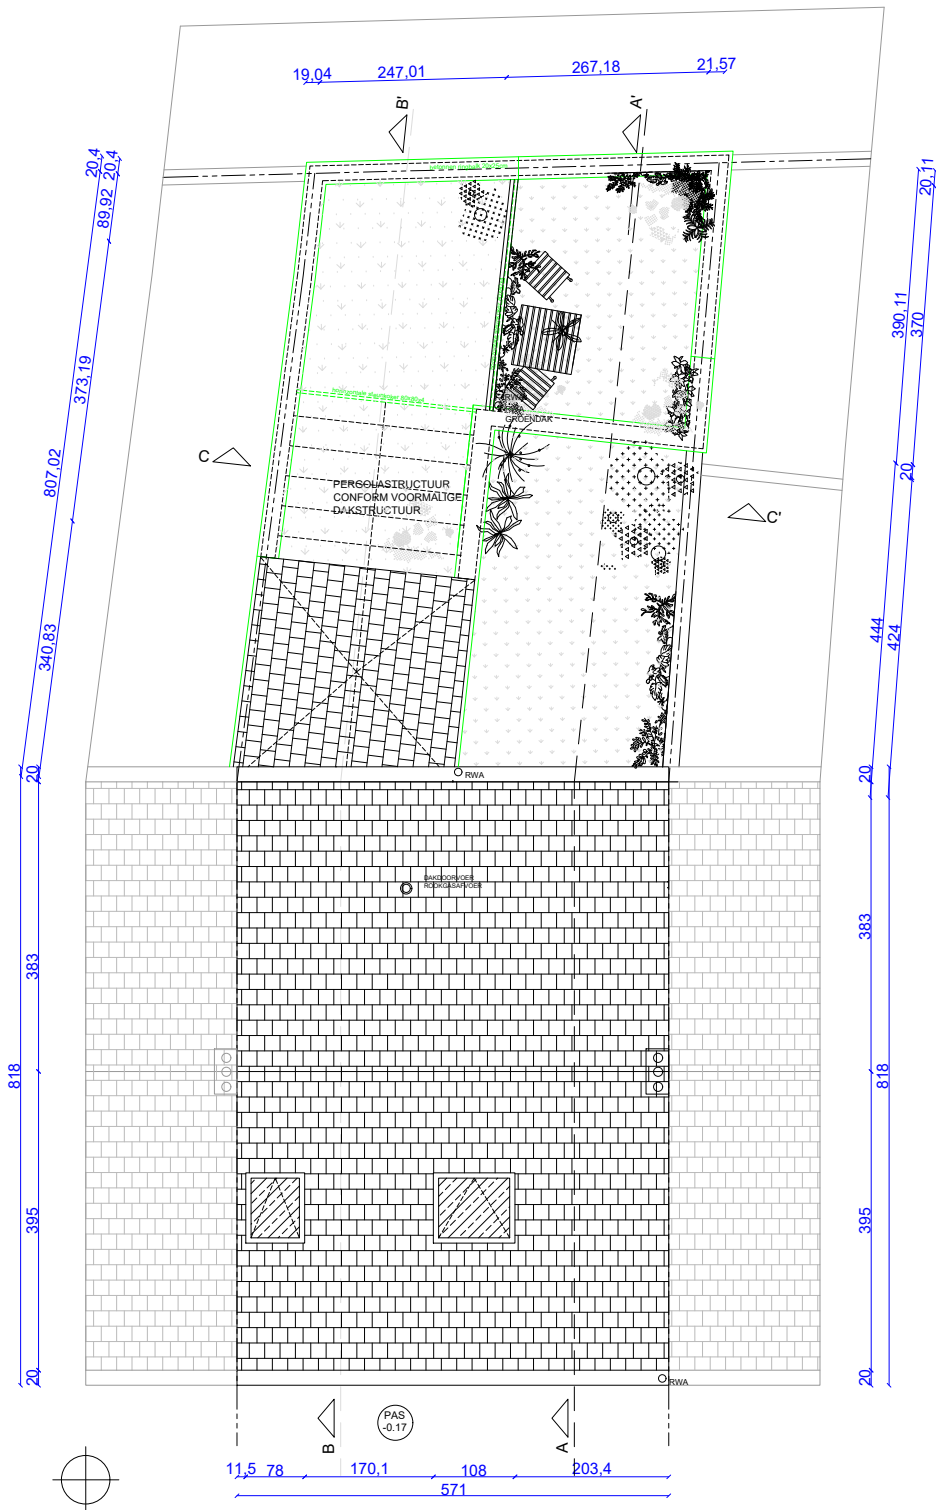 19,04
247,01
267,18
21,57
B'
A'
20,4
20,4
89,92
20,11
390,11
370
373,19
RWA
GROENDAK
C
807,02
20
PERGOLASTRUCTUUR
CONFORM VOORMALIGE
DAKSTRUCTUUR
C'
340,83
444
424
20
20
RWA
DAKDOORVOER
ROOKGASAFVOER
383
383
818
818
395
395
20
20
RWA
PAS
-0.17
B
A
11,5
78
170,1
108
203,4
571